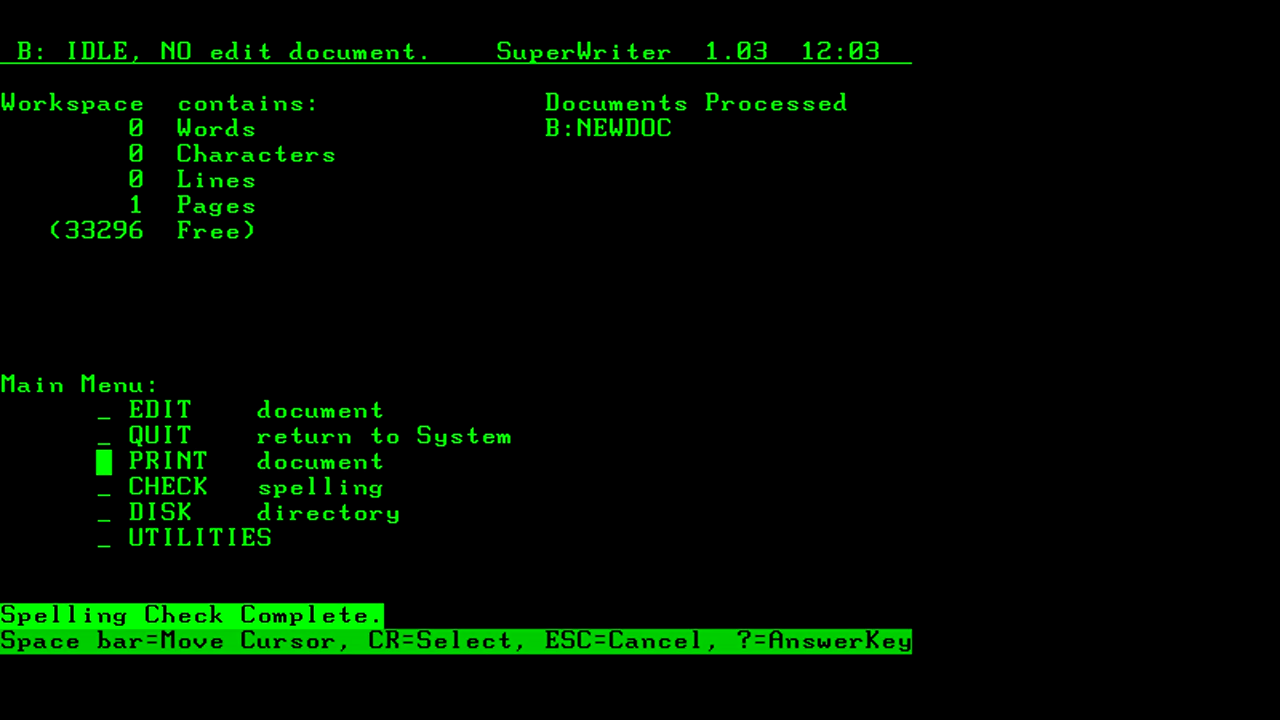 B: IDLE, NO edit document. SuperWriter 1.03 12:03
Workspace contains: Documents Processed
0 Words B:NEWDOC
0 Characters
0 Lines
1 Pages
(33296 Free)
Main Menu:
_ EDIT document
_ QUIT return to System
PRINT document
_ CHECK spelling
_ DISK directory
_ UTILITIES
Spelling Check Complete.
Space bar=Move Cursor, CR=Select, ESC=Cancel, ?=AnswerKey